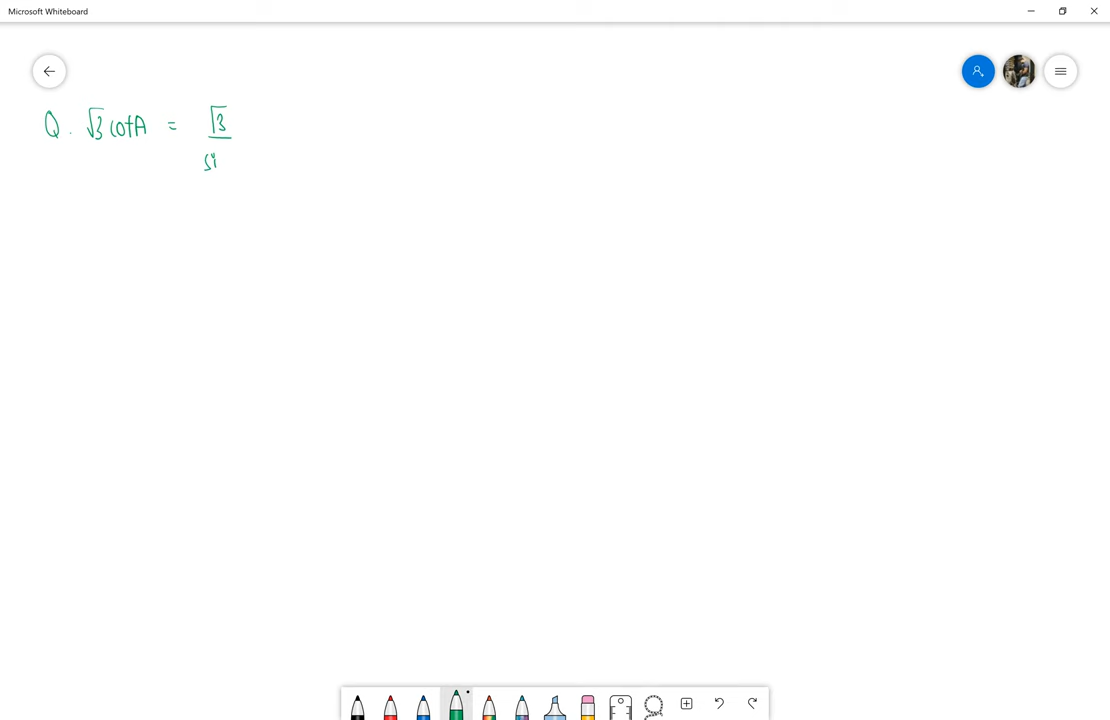 Microsoft Whiteboard
Q. √3 cotA = √3
si